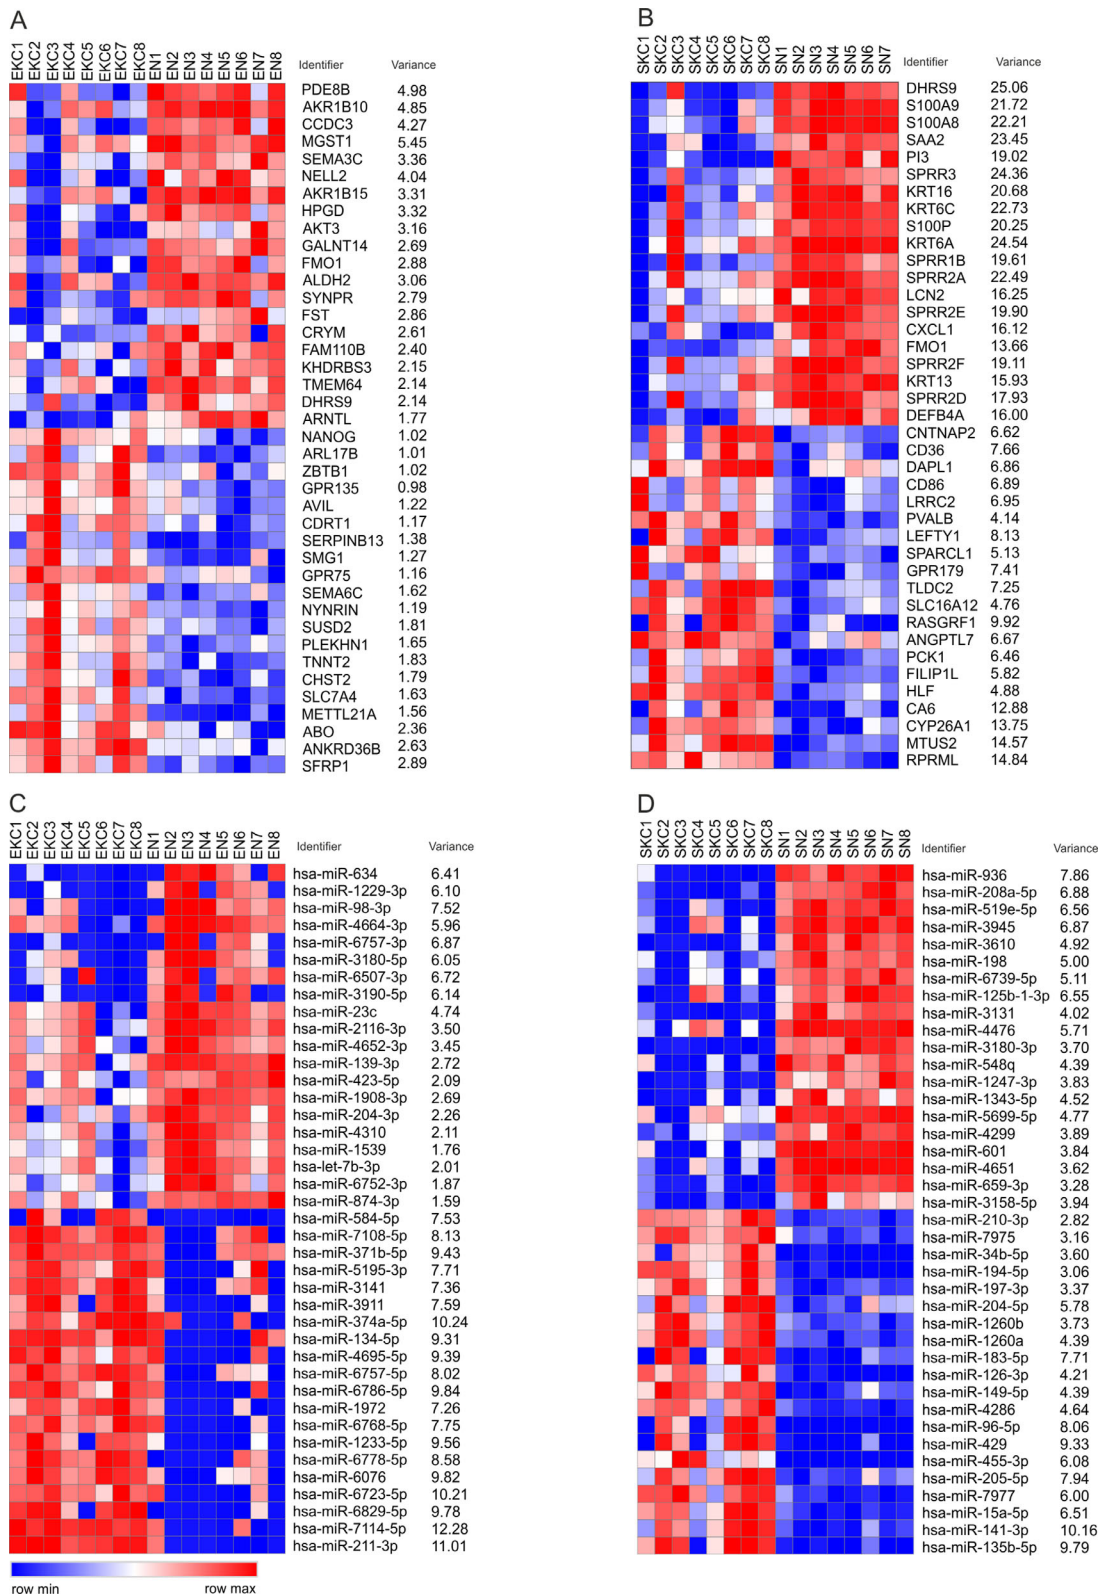 A
EKC1 EKC2 EKC3 EKC4 EKC5 EKC6 EKC7 EKC8 EN1 EN2 EN3 EN4 EN5 EN6 EN7 EN8 Identifier Variance
PDE8B 4.98
AKR1B10 4.85
CCDC3 4.27
MGST1 5.45
SEMA3C 3.36
NELL2 4.04
AKR1B15 3.31
HPGD 3.32
AKT3 3.16
GALNT14 2.69
FMO1 2.88
ALDH2 3.06
SYNPR 2.79
FST 2.86
CRYM 2.61
FAM110B 2.40
KHDRBS3 2.15
TMEM64 2.14
DHRS9 2.14
ARNTL 1.77
NANOG 1.02
ARL17B 1.01
ZBTB1 1.02
GPR135 0.98
AVIL 1.22
CDRT1 1.17
SERPINB13 1.38
SMG1 1.27
GPR75 1.16
SEMA6C 1.62
NYNRIN 1.19
SUSD2 1.81
PLEKHN1 1.65
TNNT2 1.83
CHST2 1.79
SLC7A4 1.63
METTL21A 1.56
ABO 2.36
ANKRD36B 2.63
SFRP1 2.89
B
SKC1 SKC2 SKC3 SKC4 SKC5 SKC6 SKC7 SKC8 SN1 SN2 SN3 SN4 SN5 SN6 SN7 Identifier Variance
DHRS9 25.06
S100A9 21.72
S100A8 22.21
SAA2 23.45
PI3 19.02
SPRR3 24.36
KRT16 20.68
KRT6C 22.73
S100P 20.25
KRT6A 24.54
SPRR1B 19.61
SPRR2A 22.49
LCN2 16.25
SPRR2E 19.90
CXCL1 16.12
FMO1 13.66
SPRR2F 19.11
KRT13 15.93
SPRR2D 17.93
DEFB4A 16.00
CNTNAP2 6.62
CD36 7.66
DAPL1 6.86
CD86 6.89
LRRC2 6.95
PVALB 4.14
LEFTY1 8.13
SPARCL1 5.13
GPR179 7.41
TLDC2 7.25
SLC16A12 4.76
RASGRF1 9.92
ANGPTL7 6.67
PCK1 6.46
FILIP1L 5.82
HLF 4.88
CA6 12.88
CYP26A1 13.75
MTUS2 14.57
RPRML 14.84
C
EKC1 EKC2 EKC3 EKC4 EKC5 EKC6 EKC7 EKC8 EN1 EN2 EN3 EN4 EN5 EN6 EN7 EN8 Identifier Variance
hsa-miR-634 6.41
hsa-miR-1229-3p 6.10
hsa-miR-98-3p 7.52
hsa-miR-4664-3p 5.96
hsa-miR-6757-3p 6.87
hsa-miR-3180-5p 6.05
hsa-miR-6507-3p 6.72
hsa-miR-3190-5p 6.14
hsa-miR-23c 4.74
hsa-miR-2116-3p 3.50
hsa-miR-4652-3p 3.45
hsa-miR-139-3p 2.72
hsa-miR-423-5p 2.09
hsa-miR-1908-3p 2.69
hsa-miR-204-3p 2.26
hsa-miR-4310 2.11
hsa-miR-1539 1.76
hsa-let-7b-3p 2.01
hsa-miR-6752-3p 1.87
hsa-miR-874-3p 1.59
hsa-miR-584-5p 7.53
hsa-miR-7108-5p 8.13
hsa-miR-371b-5p 9.43
hsa-miR-5195-3p 7.71
hsa-miR-3141 7.36
hsa-miR-3911 7.59
hsa-miR-374a-5p 10.24
hsa-miR-134-5p 9.31
hsa-miR-4695-5p 9.39
hsa-miR-6757-5p 8.02
hsa-miR-6786-5p 9.84
hsa-miR-1972 7.26
hsa-miR-6768-5p 7.75
hsa-miR-1233-5p 9.56
hsa-miR-6778-5p 8.58
hsa-miR-6076 9.82
hsa-miR-6723-5p 10.21
hsa-miR-6829-5p 9.78
hsa-miR-7114-5p 12.28
hsa-miR-211-3p 11.01
row min row max
D
SKC1 SKC2 SKC3 SKC4 SKC5 SKC6 SKC7 SKC8 SN1 SN2 SN3 SN4 SN5 SN6 SN7 SN8 Identifier Variance
hsa-miR-936 7.86
hsa-miR-208a-5p 6.88
hsa-miR-519e-5p 6.56
hsa-miR-3945 6.87
hsa-miR-3610 4.92
hsa-miR-198 5.00
hsa-miR-6739-5p 5.11
hsa-miR-125b-1-3p 6.55
hsa-miR-3131 4.02
hsa-miR-4476 5.71
hsa-miR-3180-3p 3.70
hsa-miR-548q 4.39
hsa-miR-1247-3p 3.83
hsa-miR-1343-5p 4.52
hsa-miR-5699-5p 4.77
hsa-miR-4299 3.89
hsa-miR-601 3.84
hsa-miR-4651 3.62
hsa-miR-659-3p 3.28
hsa-miR-3158-5p 3.94
hsa-miR-210-3p 2.82
hsa-miR-7975 3.16
hsa-miR-34b-5p 3.60
hsa-miR-194-5p 3.06
hsa-miR-197-3p 3.37
hsa-miR-204-5p 5.78
hsa-miR-1260b 3.73
hsa-miR-1260a 4.39
hsa-miR-183-5p 7.71
hsa-miR-126-3p 4.21
hsa-miR-149-5p 4.39
hsa-miR-4286 4.64
hsa-miR-96-5p 8.06
hsa-miR-429 9.33
hsa-miR-455-3p 6.08
hsa-miR-205-5p 7.94
hsa-miR-7977 6.00
hsa-miR-15a-5p 6.51
hsa-miR-141-3p 10.16
hsa-miR-135b-5p 9.79